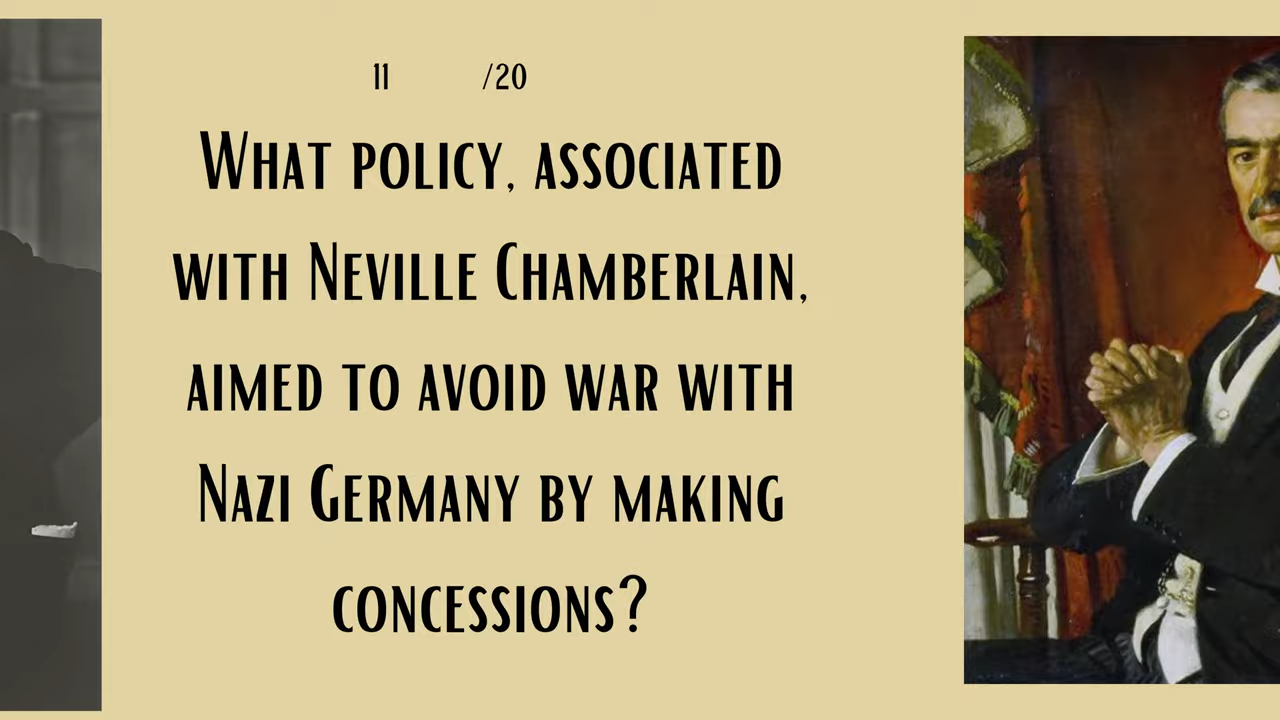 11 /20
What policy, associated
with Neville Chamberlain,
aimed to avoid war with
Nazi Germany by making
concessions?